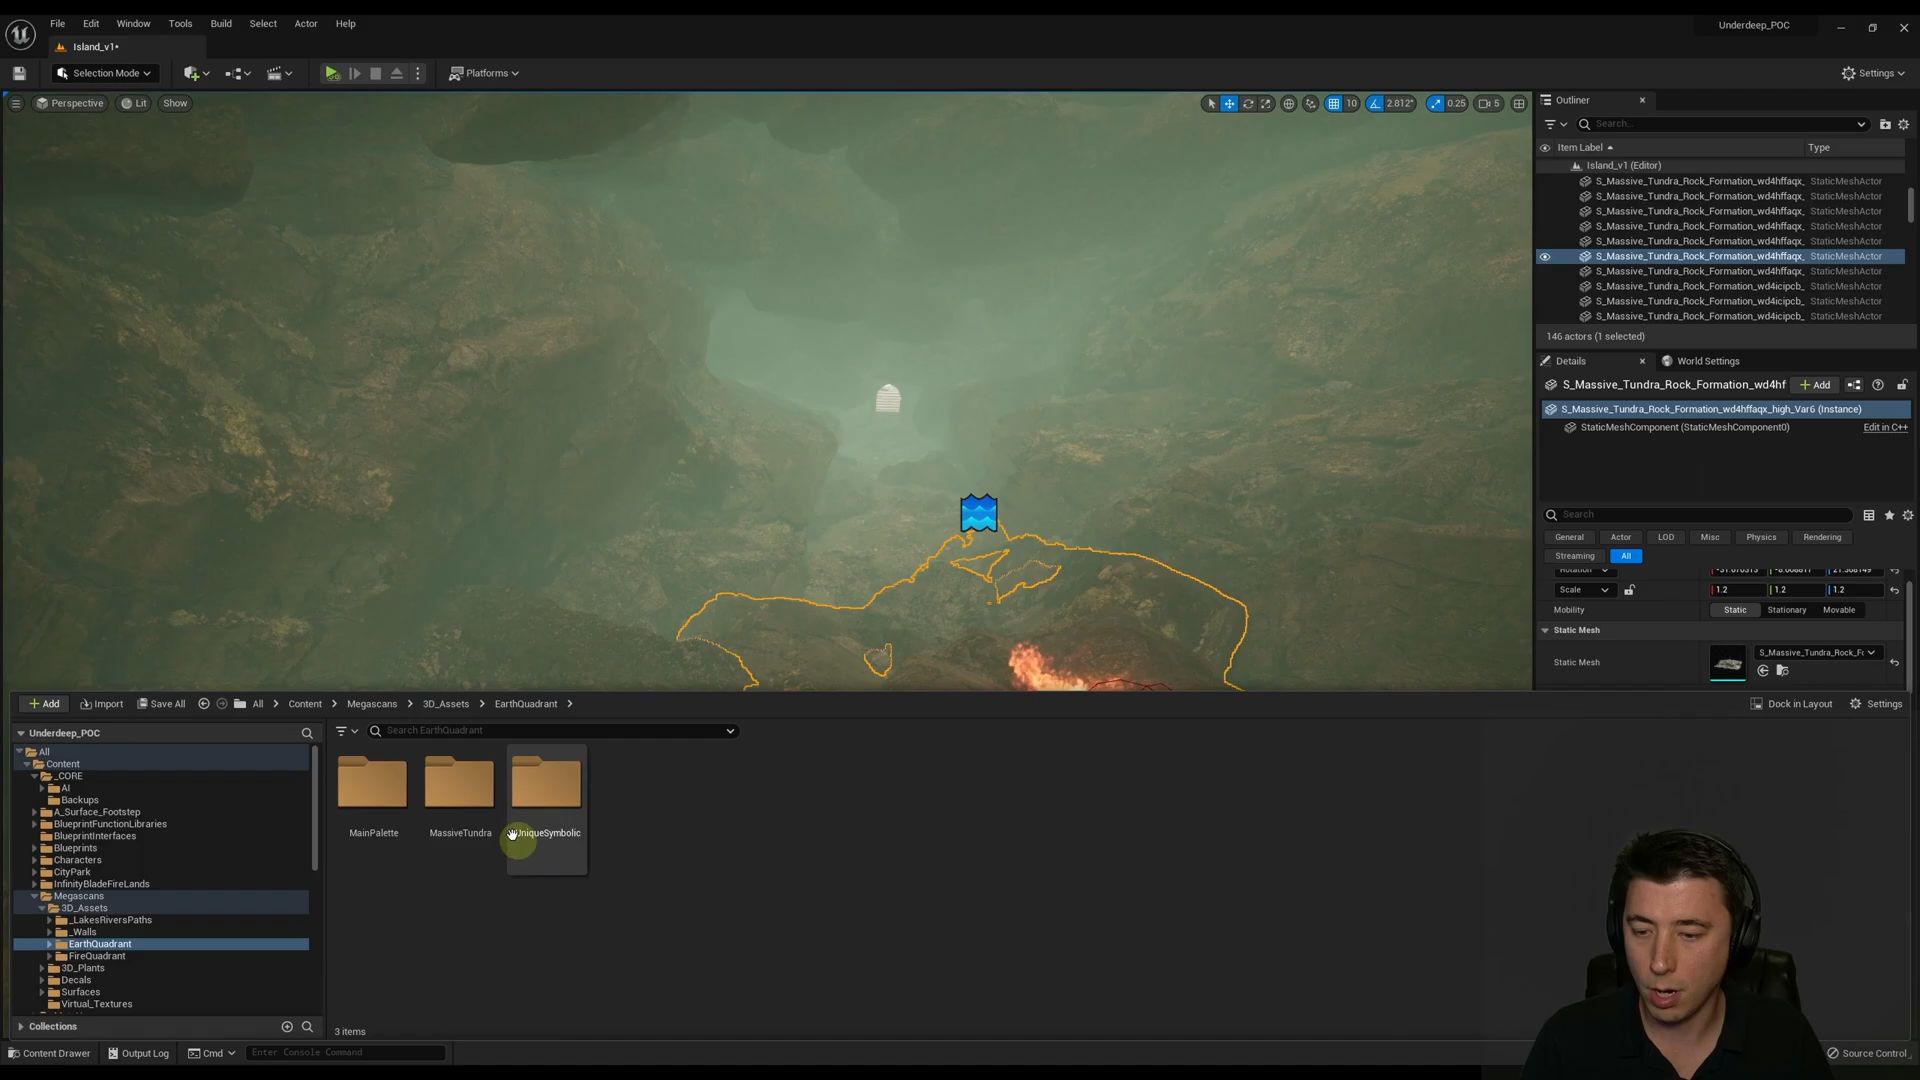 File Edit Window Tools Build Select Actor Help
Underdeep_POC
Island_v1*
Selection Mode
Platforms
Settings
Perspective Lit Show
10 2.812° 0.25 5
Outliner
Search...
Item Label Type
Island_v1 (Editor)
S_Massive_Tundra_Rock_Formation_wd4hffaqx_ StaticMeshActor
S_Massive_Tundra_Rock_Formation_wd4hffaqx_ StaticMeshActor
S_Massive_Tundra_Rock_Formation_wd4hffaqx_ StaticMeshActor
S_Massive_Tundra_Rock_Formation_wd4hffaqx_ StaticMeshActor
S_Massive_Tundra_Rock_Formation_wd4hffaqx_ StaticMeshActor
S_Massive_Tundra_Rock_Formation_wd4hffaqx_ StaticMeshActor
S_Massive_Tundra_Rock_Formation_wd4hffaqx_ StaticMeshActor
S_Massive_Tundra_Rock_Formation_wd4icipcb_ StaticMeshActor
S_Massive_Tundra_Rock_Formation_wd4icipcb_ StaticMeshActor
S_Massive_Tundra_Rock_Formation_wd4icipcb_ StaticMeshActor
146 actors (1 selected)
Details World Settings
S_Massive_Tundra_Rock_Formation_wd4hf Add
S_Massive_Tundra_Rock_Formation_wd4hffaqx_high_Var6 (Instance)
StaticMeshComponent (StaticMeshComponent0) Edit in C++
Search
General Actor LOD Misc Physics Rendering
Streaming All
Scale 1.2 1.2 1.2
Mobility Static Stationary Movable
Static Mesh
Static Mesh S_Massive_Tundra_Rock_Fo
Add Import Save All All Content Megascans 3D_Assets EarthQuadrant
Dock in Layout Settings
Underdeep_POC
Search EarthQuadrant
All
Content
_CORE
AI
Backups
A_Surface_Footstep
BlueprintFunctionLibraries
BlueprintInterfaces
Blueprints
Characters
CityPark
InfinityBladeFireLands
Megascans
3D_Assets
_LakesRiversPaths
_Walls
EarthQuadrant
FireQuadrant
3D_Plants
Decals
Surfaces
Virtual_Textures
Collections
MainPalette MassiveTundra UniqueSymbolic
3 items
Content Drawer Output Log Cmd Enter Console Command
Source Control